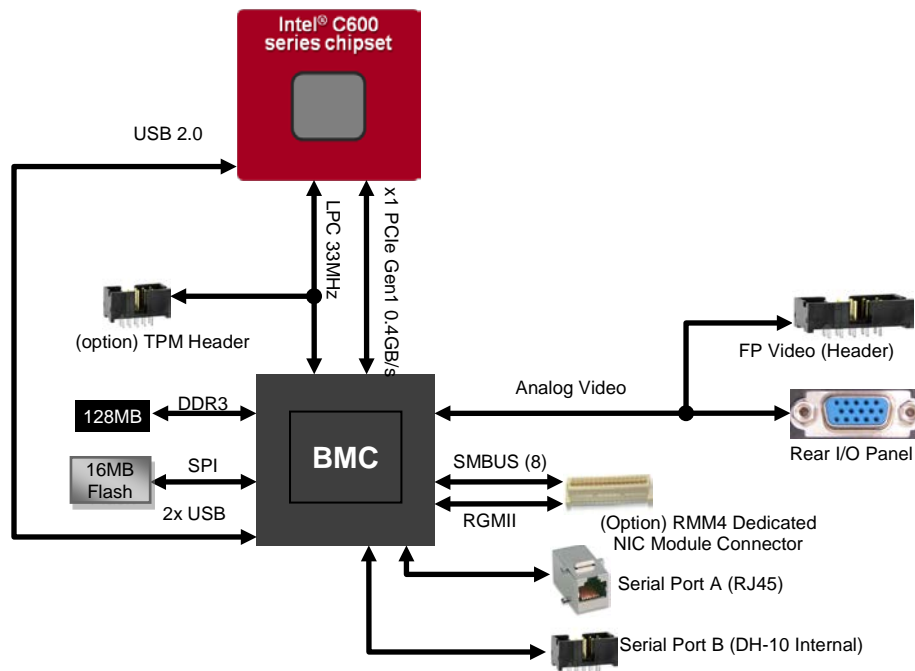 Intel® C600
series chipset
USB 2.0
LPC 33MHz
x1 PCIe Gen1 0.4GB/s
(option) TPM Header
FP Video (Header)
Analog Video
Rear I/O Panel
DDR3
128MB
BMC
SPI
16MB
Flash
SMBUS (8)
2x USB
RGMII
(Option) RMM4 Dedicated
NIC Module Connector
Serial Port A (RJ45)
Serial Port B (DH-10 Internal)